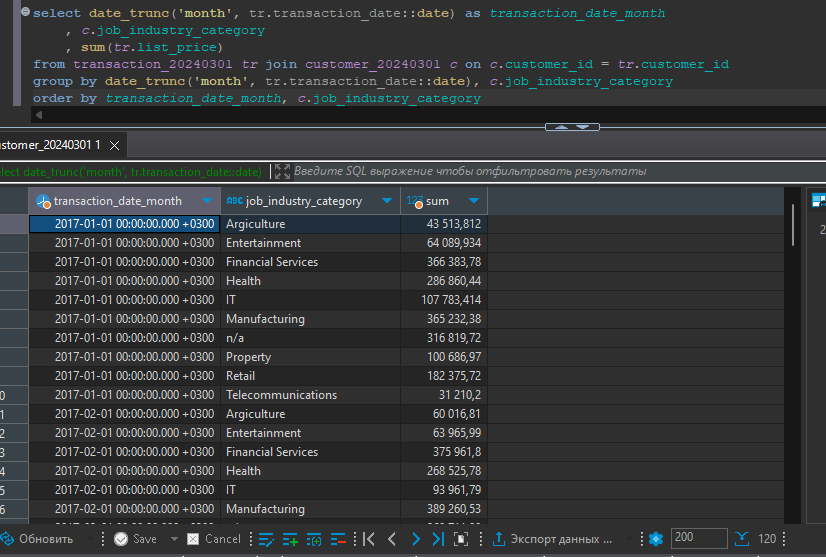 select date_trunc('month', tr.transaction_date::date) as transaction_date_month
, c.job_industry_category
, sum(tr.list_price)
from transaction_20240301 tr join customer_20240301 c on c.customer_id = tr.customer_id
group by date_trunc('month', tr.transaction_date::date), c.job_industry_category
order by transaction_date_month, c.job_industry_category
stomer_20240301 1
lect date_trunc('month', tr.transaction_date::date) Введите SQL выражение чтобы отфильтровать результаты
transaction_date_month ABC job_industry_category 123 sum
2017-01-01 00:00:00.000 +0300 Argiculture 43 513,812
2017-01-01 00:00:00.000 +0300 Entertainment 64 089,934
2017-01-01 00:00:00.000 +0300 Financial Services 366 383,78
2017-01-01 00:00:00.000 +0300 Health 286 860,44
2017-01-01 00:00:00.000 +0300 IT 107 783,414
2017-01-01 00:00:00.000 +0300 Manufacturing 365 232,38
2017-01-01 00:00:00.000 +0300 n/a 316 819,72
2017-01-01 00:00:00.000 +0300 Property 100 686,97
2017-01-01 00:00:00.000 +0300 Retail 182 375,72
0 2017-01-01 00:00:00.000 +0300 Telecommunications 31 210,2
1 2017-02-01 00:00:00.000 +0300 Argiculture 60 016,81
2 2017-02-01 00:00:00.000 +0300 Entertainment 63 965,99
3 2017-02-01 00:00:00.000 +0300 Financial Services 375 961,8
4 2017-02-01 00:00:00.000 +0300 Health 268 525,78
5 2017-02-01 00:00:00.000 +0300 IT 93 961,79
6 2017-02-01 00:00:00.000 +0300 Manufacturing 389 260,53
Обновить Save Cancel Экспорт данных ... 200 120